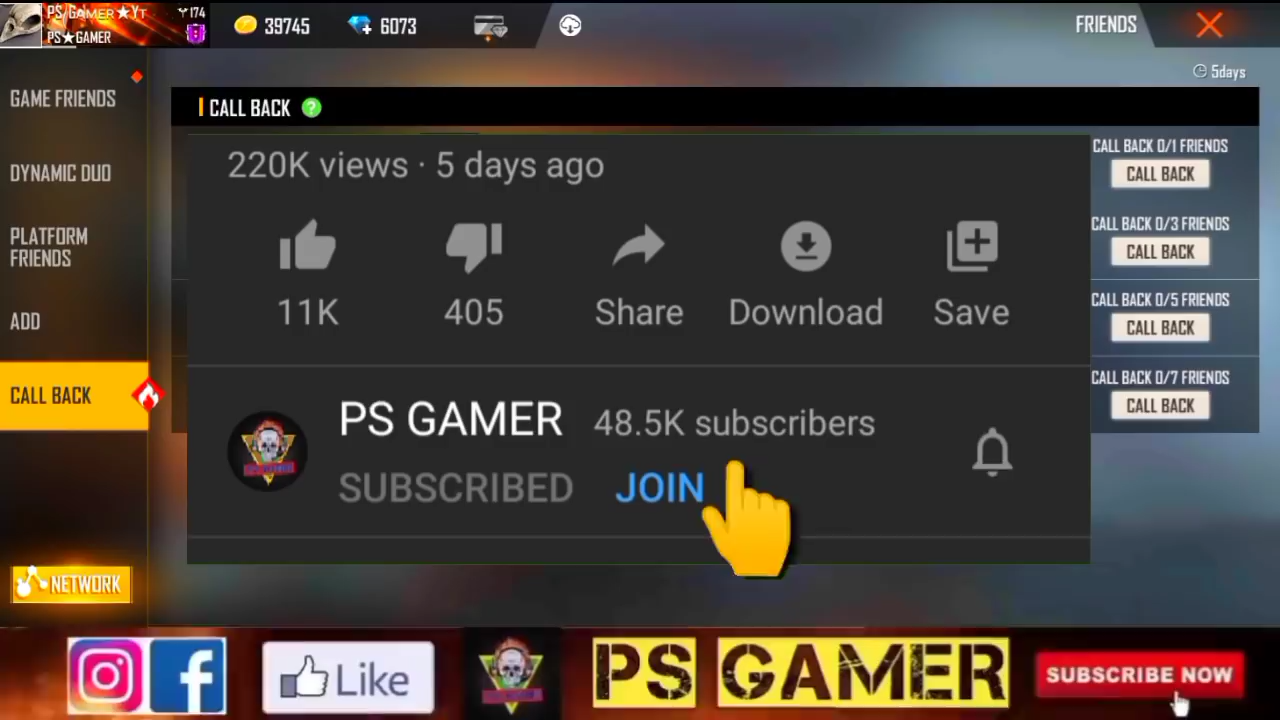 PS GAMER★YT
174
PS★GAMER
39745
6073
FRIENDS
5days
GAME FRIENDS
DYNAMIC DUO
PLATFORM
FRIENDS
ADD
CALL BACK
NETWORK
CALL BACK ?
220K views · 5 days ago
11K
405
Share
Download
Save
PS GAMER 48.5K subscribers
SUBSCRIBED JOIN
CALL BACK 0/1 FRIENDS
CALL BACK
CALL BACK 0/3 FRIENDS
CALL BACK
CALL BACK 0/5 FRIENDS
CALL BACK
CALL BACK 0/7 FRIENDS
CALL BACK
f
Like
PS GAMER
SUBSCRIBE NOW